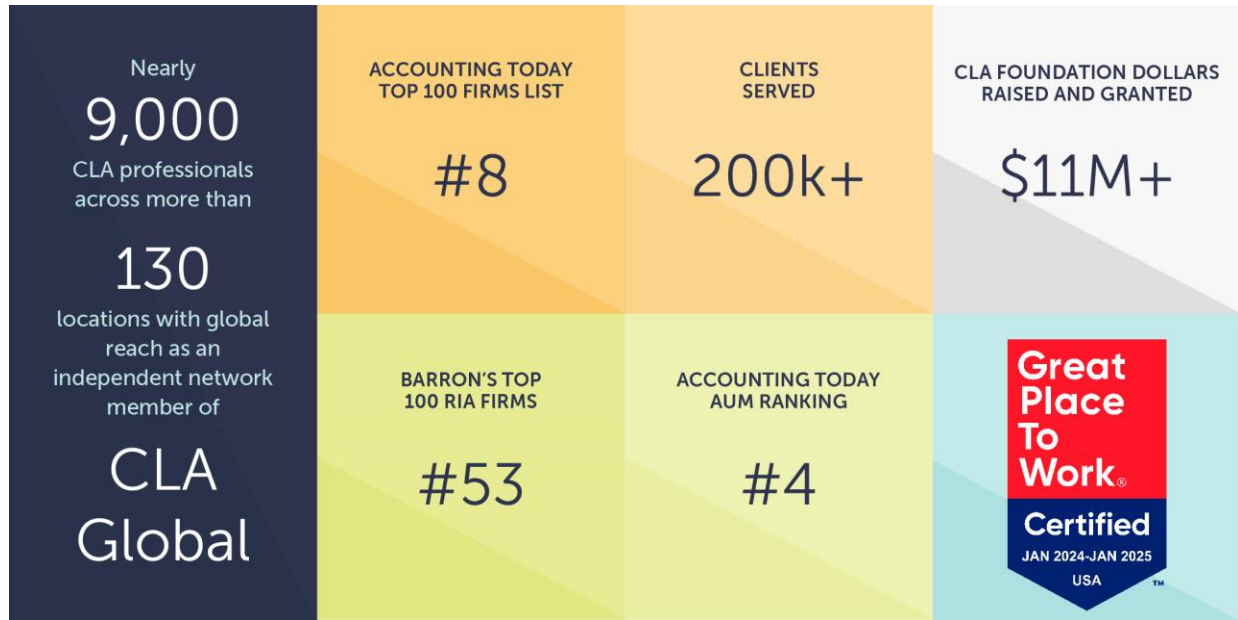 Nearly
9,000
CLA professionals
across more than
130
locations with global
reach as an
independent network
member of
CLA
Global
ACCOUNTING TODAY
TOP 100 FIRMS LIST
#8
CLIENTS
SERVED
200k+
CLA FOUNDATION DOLLARS
RAISED AND GRANTED
$11M+
BARRON'S TOP
100 RIA FIRMS
#53
ACCOUNTING TODAY
AUM RANKING
#4
Great
Place
To
Work®
Certified
JAN 2024-JAN 2025
USA
™